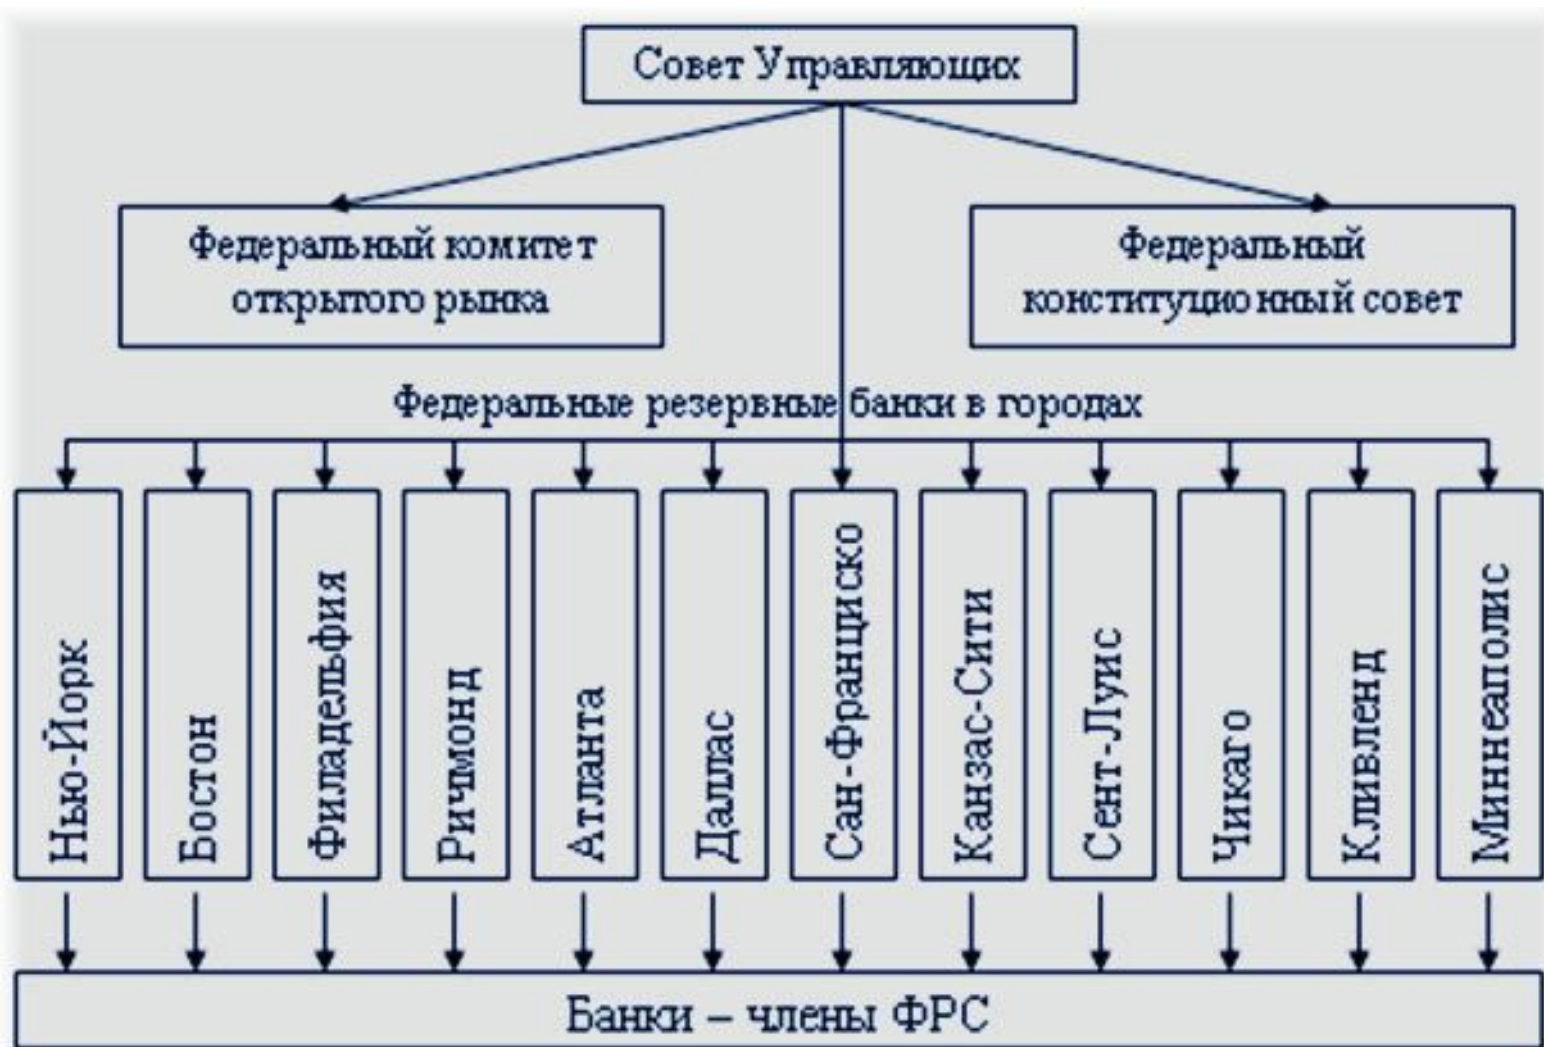 Совет Управляющих
Федеральный комитет
открытого рынка
Федеральный
конституционный совет
Федеральные резервные банки в городах
Нью-Йорк
Бостон
Филадельфия
Ричмонд
Атланта
Даллас
Сан-Франциско
Канзас-Сити
Сент-Луис
Чикаго
Кливленд
Миннеаполис
Банки – члены ФРС